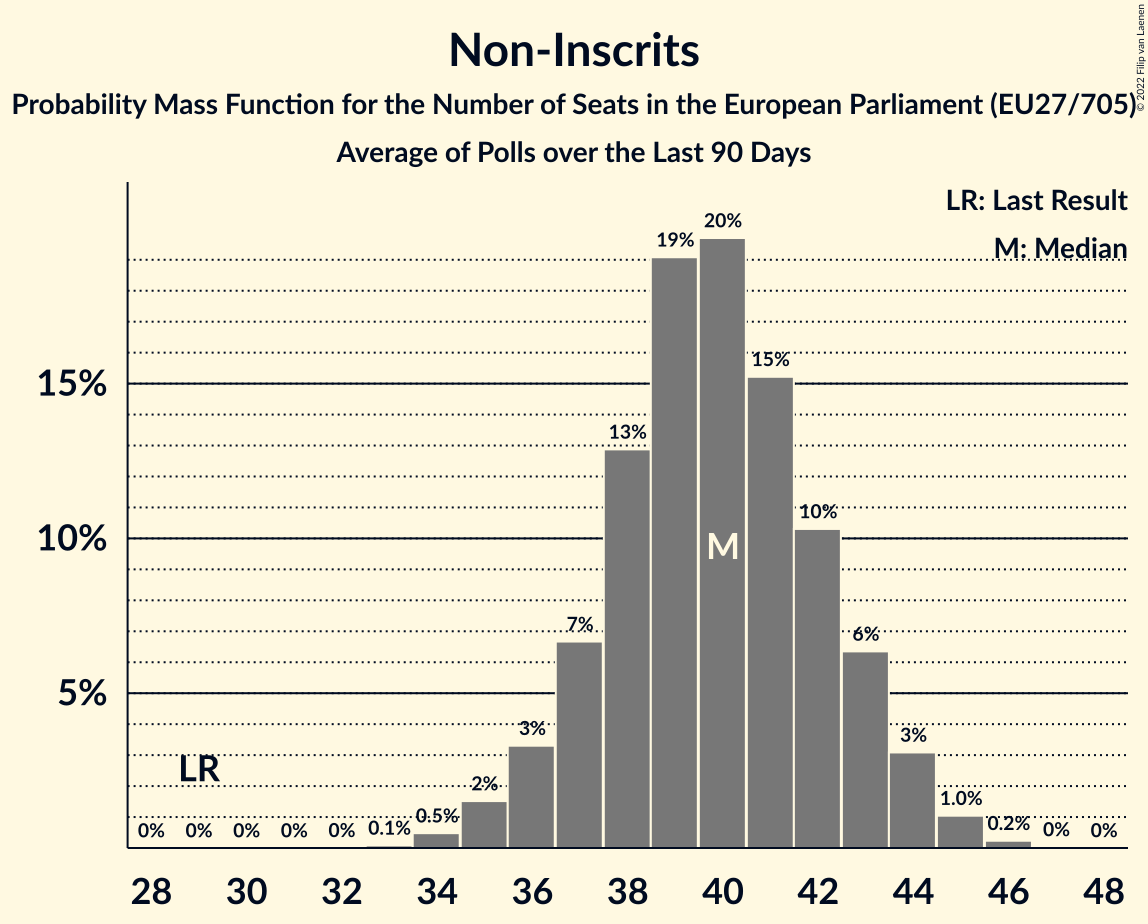 Non-Inscrits
Probability Mass Function for the Number of Seats in the European Parliament (EU27/705)
Average of Polls over the Last 90 Days
© 2022 Filip van Laenen
LR: Last Result
M: Median
20%
19%
15%
15%
13%
10%
10%
M
7%
6%
5%
3%
3%
LR
2%
1.0%
0.5%
0.2%
0% 0% 0% 0% 0% 0.1% 0% 0%
28 30 32 34 36 38 40 42 44 46 48